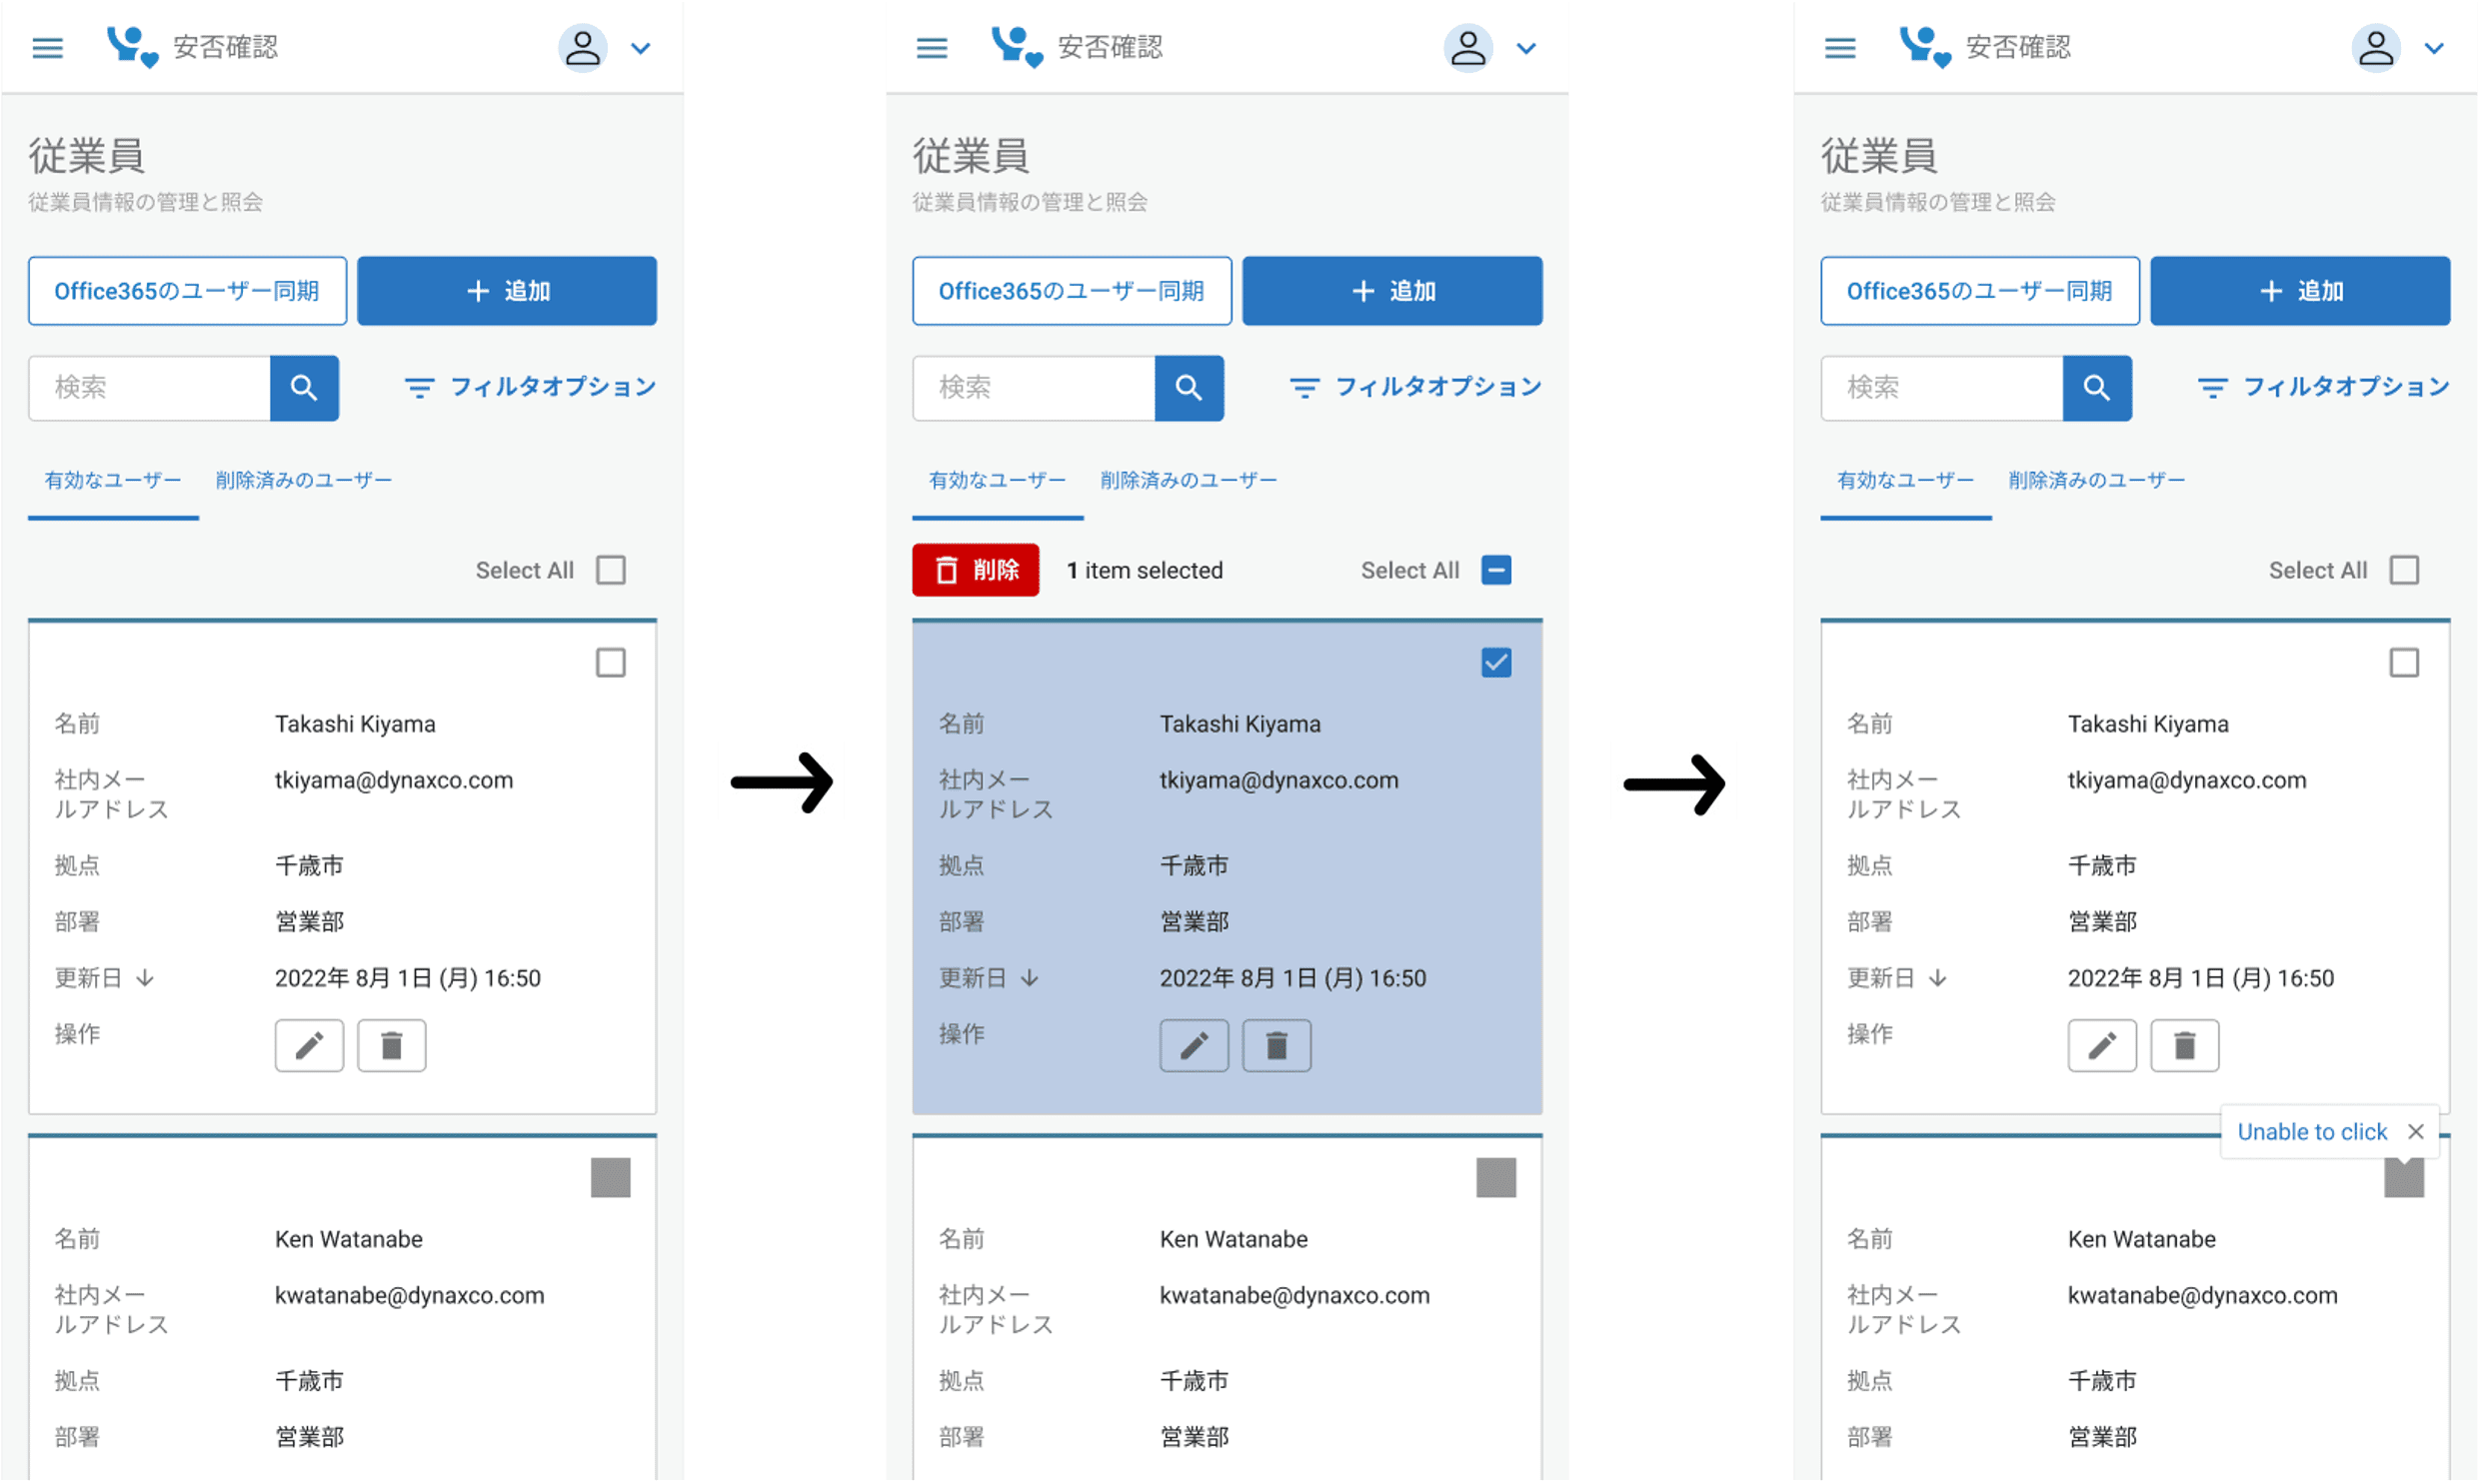 安否確認
従業員
従業員情報の管理と照会
Office365のユーザー同期
追加
検索
フィルタオプション
有効なユーザー 削除済みのユーザー
Select All
名前 Takashi Kiyama
社内メー tkiyama@dynaxco.com
ルアドレス
拠点 千歳市
部署 営業部
更新日 2022年 8月 1日 (月) 16:50
操作
名前 Ken Watanabe
社内メー kwatanabe@dynaxco.com
ルアドレス
拠点 千歳市
部署 営業部
安否確認
従業員
従業員情報の管理と照会
Office365のユーザー同期
追加
検索
フィルタオプション
有効なユーザー 削除済みのユーザー
削除 1 item selected Select All
名前 Takashi Kiyama
社内メー tkiyama@dynaxco.com
ルアドレス
拠点 千歳市
部署 営業部
更新日 2022年 8月 1日 (月) 16:50
操作
名前 Ken Watanabe
社内メー kwatanabe@dynaxco.com
ルアドレス
拠点 千歳市
部署 営業部
安否確認
従業員
従業員情報の管理と照会
Office365のユーザー同期
追加
検索
フィルタオプション
有効なユーザー 削除済みのユーザー
Select All
名前 Takashi Kiyama
社内メー tkiyama@dynaxco.com
ルアドレス
拠点 千歳市
部署 営業部
更新日 2022年 8月 1日 (月) 16:50
操作
Unable to click
名前 Ken Watanabe
社内メー kwatanabe@dynaxco.com
ルアドレス
拠点 千歳市
部署 営業部